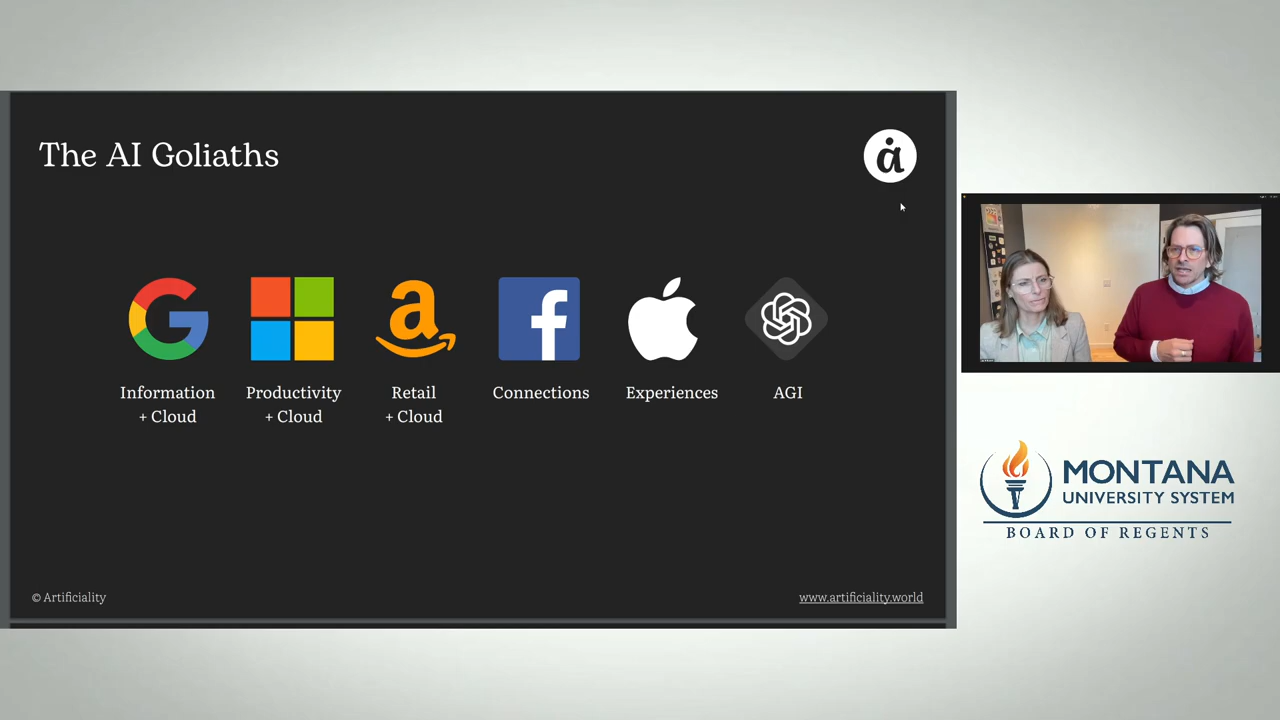 The AI Goliaths
Information
+ Cloud
Productivity
+ Cloud
Retail
+ Cloud
Connections
Experiences
AGI
© Artificiality
www.artificiality.world
MONTANA
UNIVERSITY SYSTEM
BOARD OF REGENTS